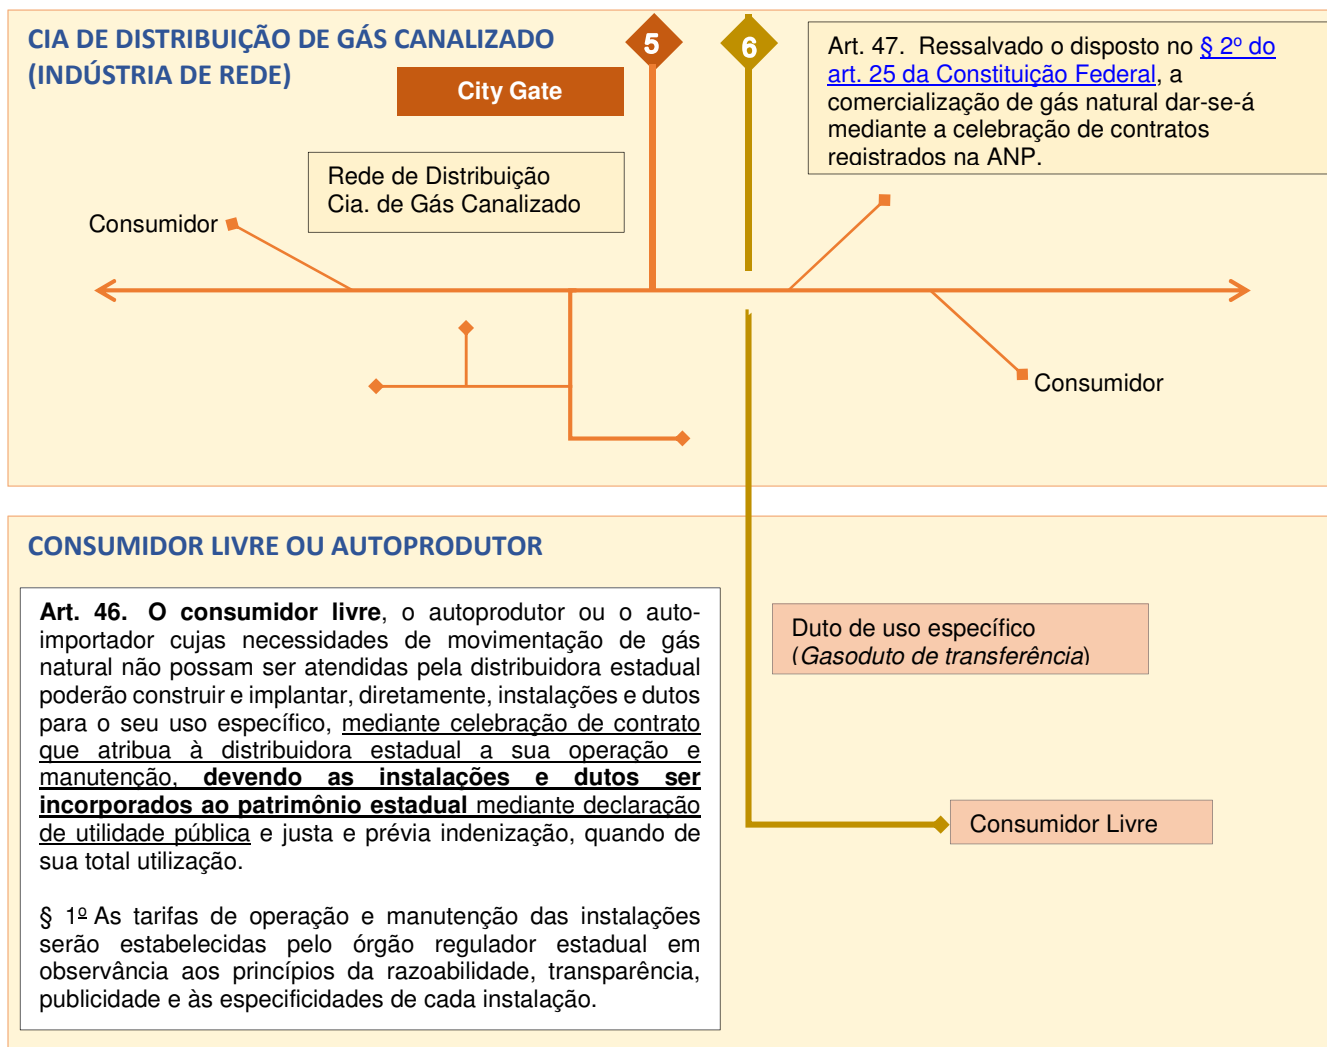 CIA DE DISTRIBUIÇÃO DE GÁS CANALIZADO
(INDÚSTRIA DE REDE)
5
6
City Gate
Art. 47.  Ressalvado o disposto no § 2º do
art. 25 da Constituição Federal, a
comercialização de gás natural dar-se-á
mediante a celebração de contratos
registrados na ANP.
Rede de Distribuição
Cia. de Gás Canalizado
Consumidor
Consumidor
CONSUMIDOR LIVRE OU AUTOPRODUTOR
Art. 46. O consumidor livre, o autoprodutor ou o auto-
importador cujas necessidades de movimentação de gás
natural não possam ser atendidas pela distribuidora estadual
poderão construir e implantar, diretamente, instalações e dutos
para o seu uso específico, mediante celebração de contrato
que atribua à distribuidora estadual a sua operação e
manutenção, devendo as instalações e dutos ser
incorporados ao patrimônio estadual mediante declaração
de utilidade pública e justa e prévia indenização, quando de
sua total utilização.
§ 1º As tarifas de operação e manutenção das instalações
serão estabelecidas pelo órgão regulador estadual em
observância aos princípios da razoabilidade, transparência,
publicidade e às especificidades de cada instalação.
Duto de uso específico
(Gasoduto de transferência)
Consumidor Livre